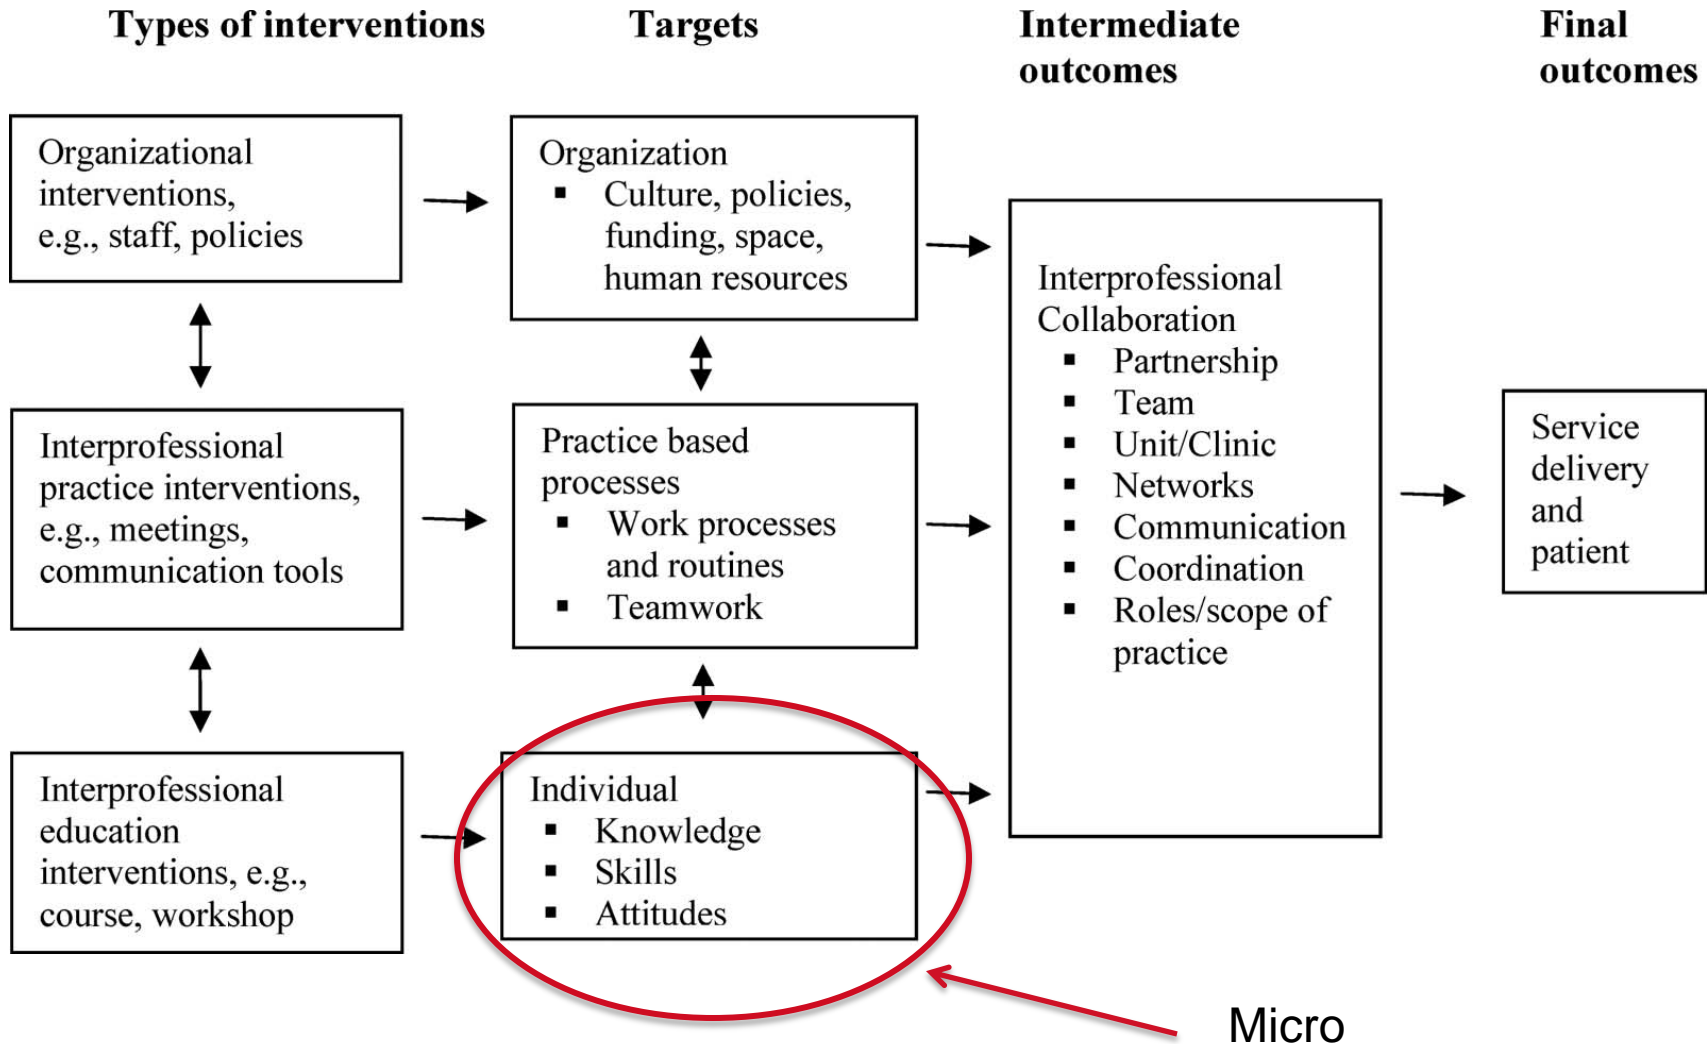 Types of interventions
Targets
Intermediate
outcomes
Final
outcomes
Organizational
interventions,
e.g., staff, policies
Organization
▪ Culture, policies,
funding, space,
human resources
Interprofessional
practice interventions,
e.g., meetings,
communication tools
Practice based
processes
▪ Work processes
and routines
▪ Teamwork
Interprofessional
education
interventions, e.g.,
course, workshop
Individual
▪ Knowledge
▪ Skills
▪ Attitudes
Interprofessional
Collaboration
▪ Partnership
▪ Team
▪ Unit/Clinic
▪ Networks
▪ Communication
▪ Coordination
▪ Roles/scope of
practice
Service
delivery
and
patient
Micro